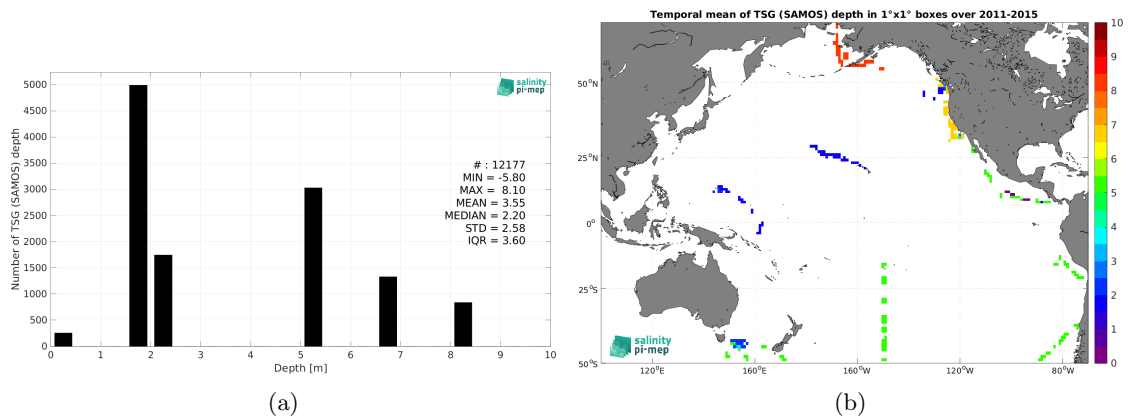 salinity
pi-mep
5000
4500
4000
3500
3000
2500
2000
1500
1000
500
0
Number of TSG (SAMOS) depth
# : 12177
MIN = -5.80
MAX = 8.10
MEAN = 3.55
MEDIAN = 2.20
STD = 2.58
IQR = 3.60
0 1 2 3 4 5 6 7 8 9 10
Depth [m]
(a)
Temporal mean of TSG (SAMOS) depth in 1°x1° boxes over 2011-2015
50°N
25°N
0°
25°S
50°S
120°E 160°E 160°W 120°W 80°W
salinity
pi-mep
10
9
8
7
6
5
4
3
2
1
0
(b)